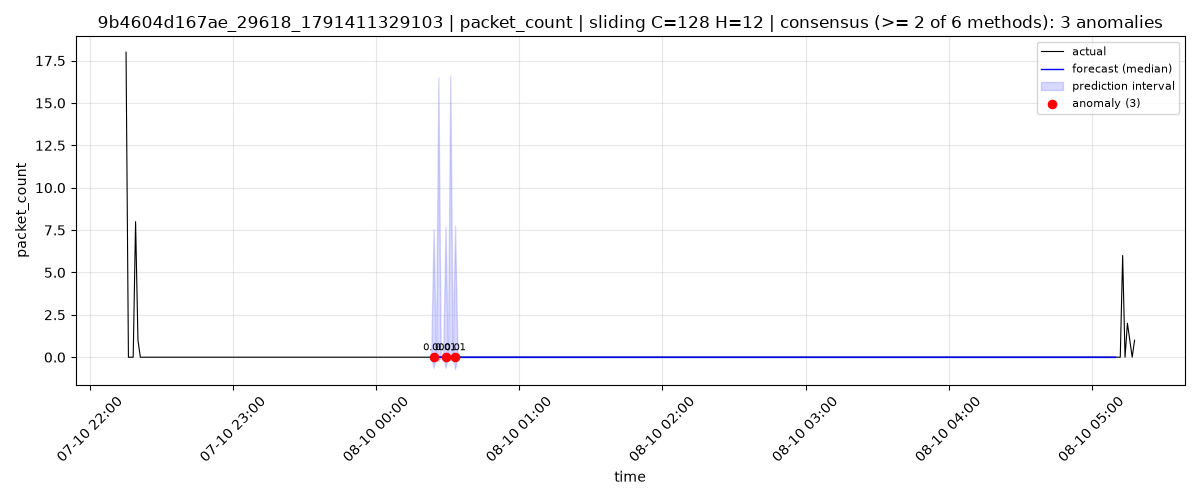 9b4604d167ae_29618_1791411329103 | packet_count | sliding C=128 H=12 | consensus (>= 2 of 6 methods): 3 anomalies
actual
forecast (median)
prediction interval
anomaly (3)
packet_count
17.5
15.0
12.5
10.0
7.5
5.0
2.5
0.0
07-10 22:00
07-10 23:00
08-10 00:00
08-10 01:00
08-10 02:00
08-10 03:00
08-10 04:00
08-10 05:00
time